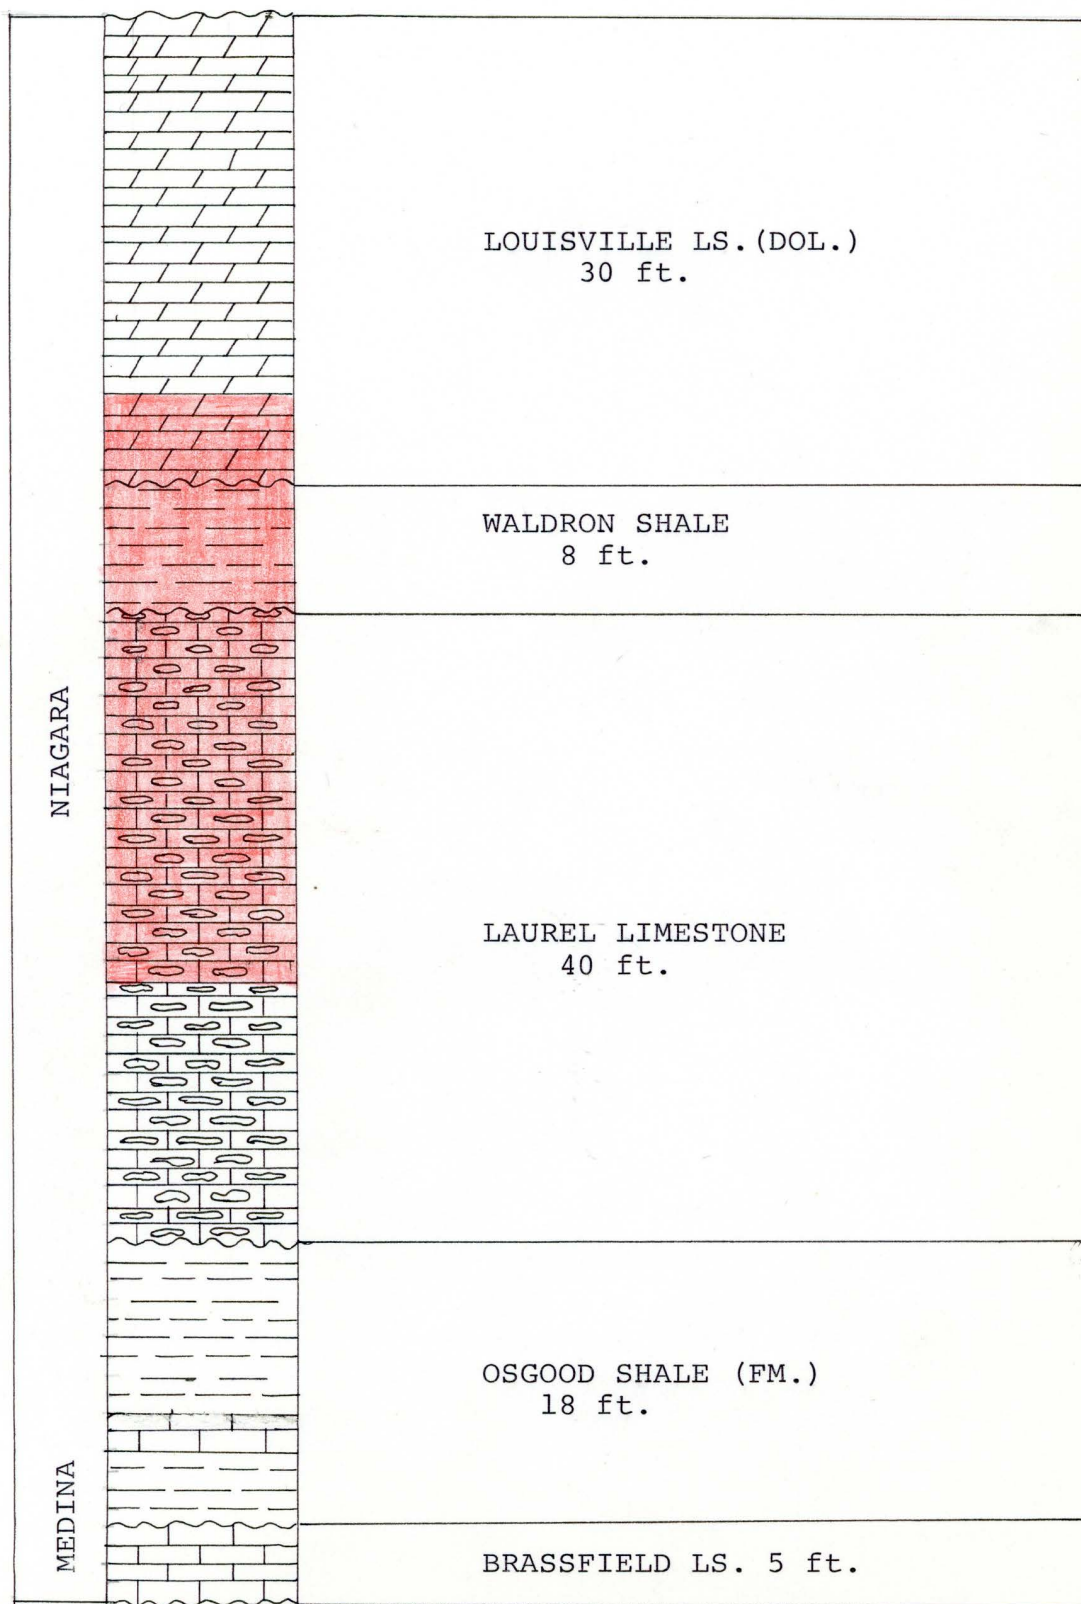 LOUISVILLE LS.(DOL.)
30 ft.
WALDRON SHALE
8 ft.
NIAGARA
LAUREL LIMESTONE
40 ft.
OSGOOD SHALE (FM.)
18 ft.
MEDINA
BRASSFIELD LS. 5 ft.